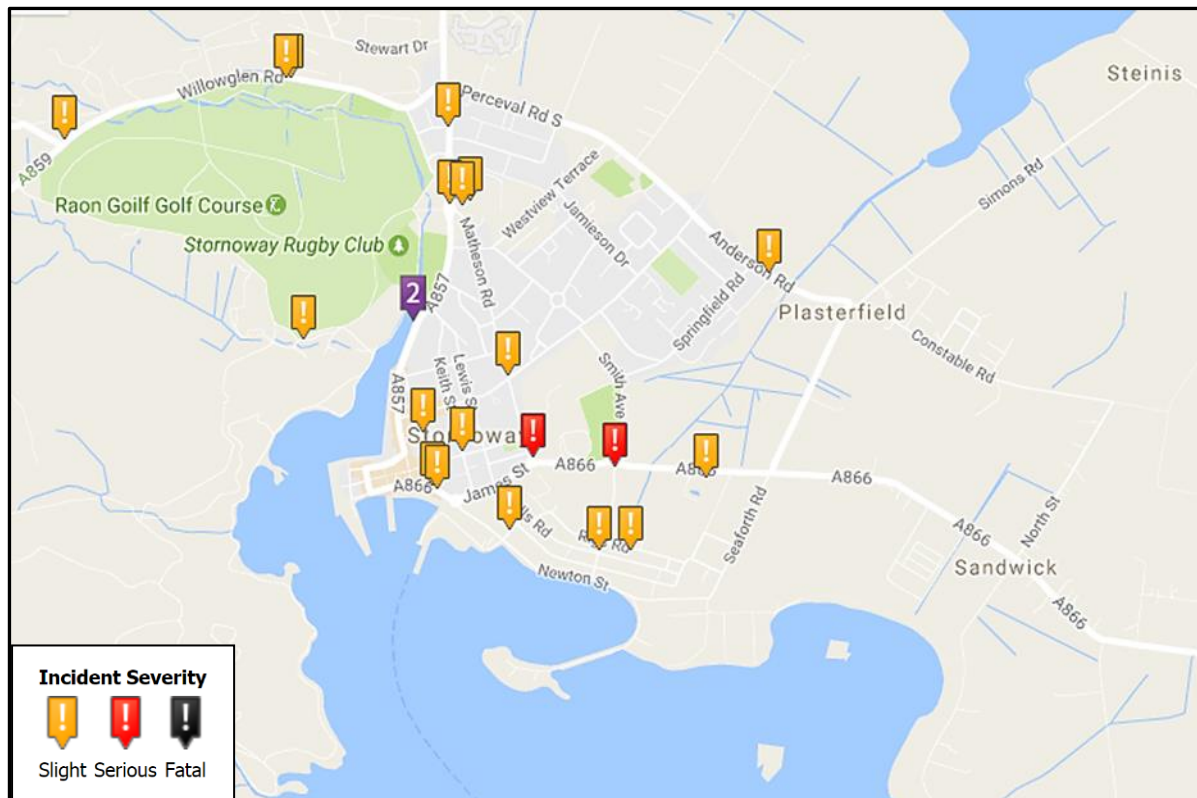 Stewart Dr
Steinis
Willowglen Rd
Perceval Rd S
A859
Westview Terrace
Simons Rd
Raon Goilf Golf Course
Jamieson Dr
Matheson Rd
Stornoway Rugby Club
Anderson Rd
A857
2
Springfield Rd
Plasterfield
Constable Rd
Smith Ave
Lewis S
Keith S
A857
Stornoway
A866
A866
A866
James St
A866
North St
Seaforth Rd
A866
Sandwick
Newton St
A866
Incident Severity
! ! !
Slight Serious Fatal